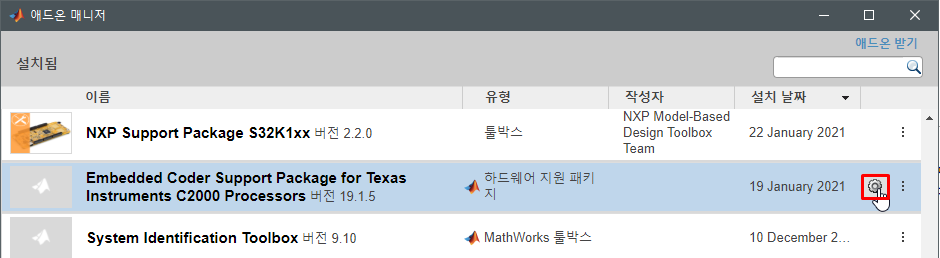 애드온 매니저
애드온 받기
설치됨
이름 유형 작성자 설치 날짜
NXP Support Package S32K1xx 버전 2.2.0 툴박스 NXP Model-Based
Design Toolbox
Team 22 January 2021
Embedded Coder Support Package for Texas
Instruments C2000 Processors 버전 19.1.5 하드웨어 지원 패키
지 19 January 2021
System Identification Toolbox 버전 9.10 MathWorks 툴박스 10 December 2...